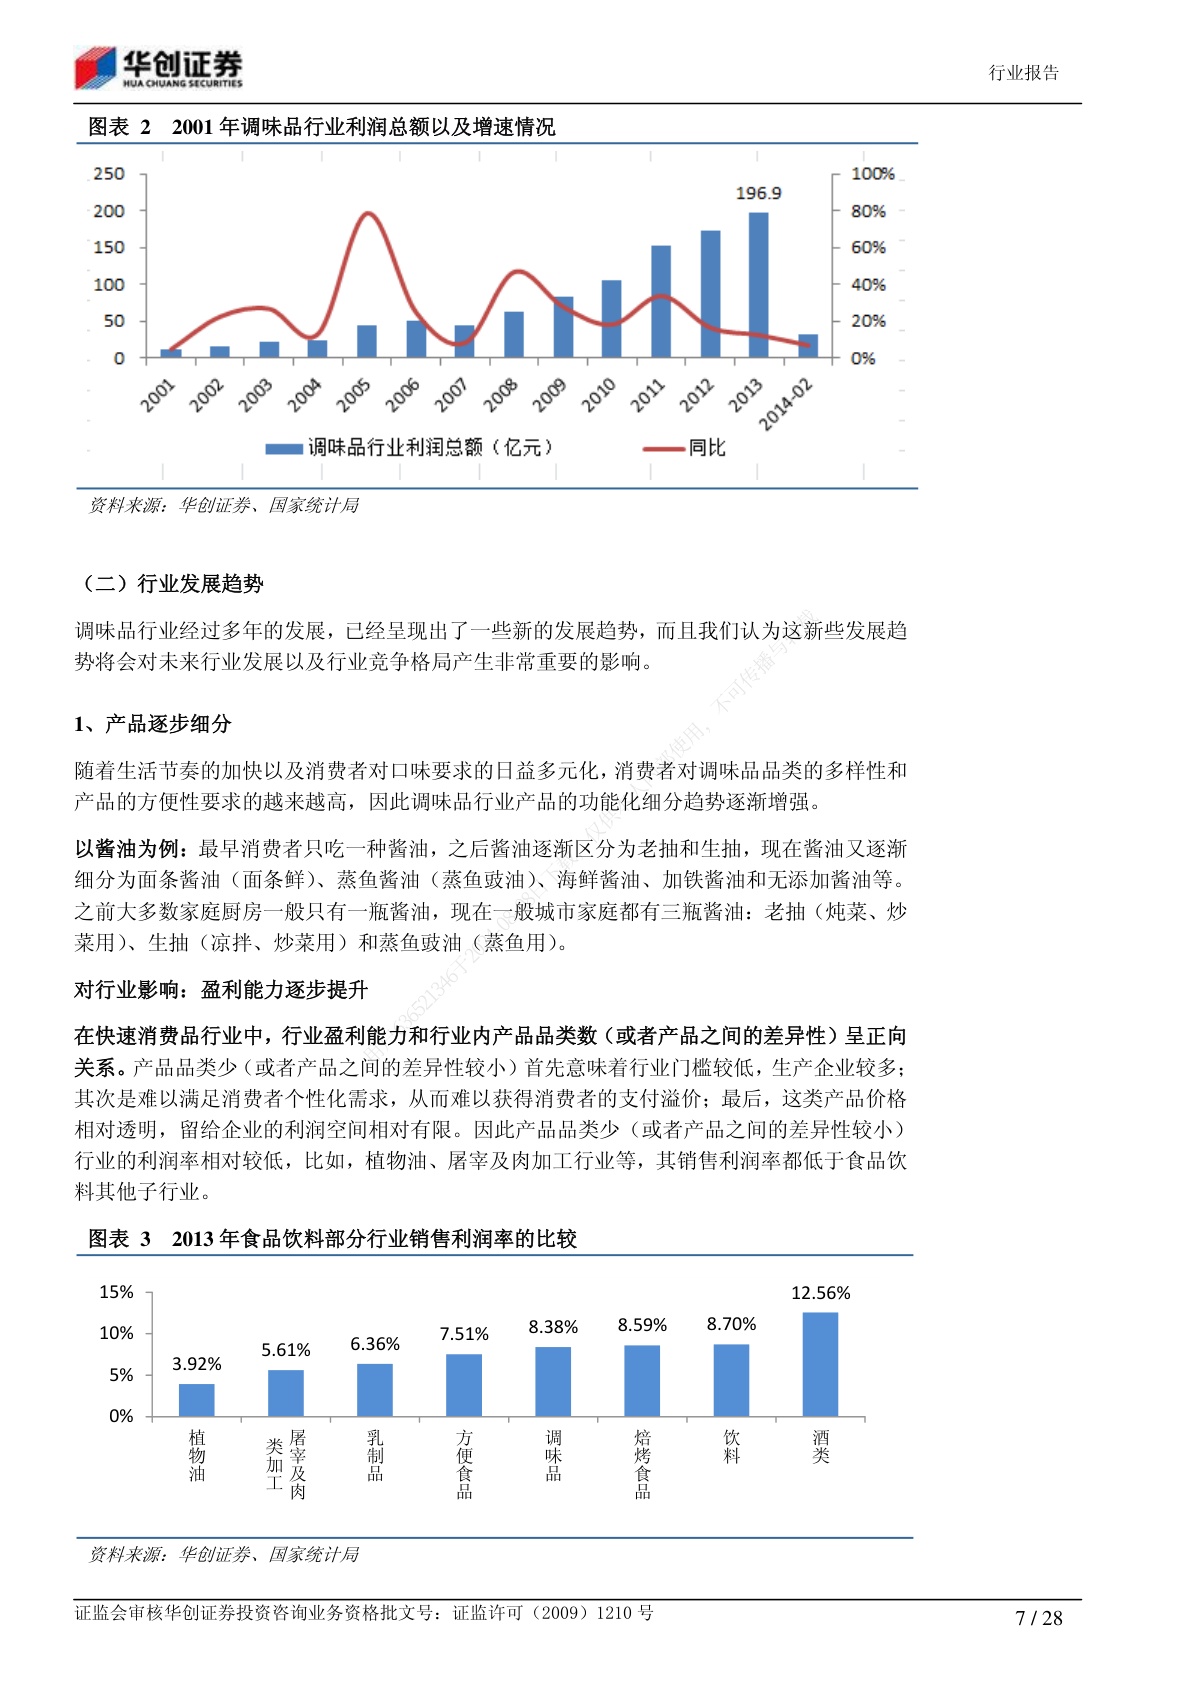 华创证券
HUA CHUANG SECURITIES
行业报告
图表 2 2001 年调味品行业利润总额以及增速情况
250
200
150
100
50
0
196.9
100%
80%
60%
40%
20%
0%
2001
2002
2003
2004
2005
2006
2007
2008
2009
2010
2011
2012
2013
2014-02
调味品行业利润总额（亿元）
同比
资料来源：华创证券、国家统计局
（二）行业发展趋势
调味品行业经过多年的发展，已经呈现出了一些新的发展趋势，而且我们认为这新些发展趋
势将会对未来行业发展以及行业竞争格局产生非常重要的影响。
1、产品逐步细分
随着生活节奏的加快以及消费者对口味要求的日益多元化，消费者对调味品品类的多样性和
产品的方便性要求的越来越高，因此调味品行业产品的功能化细分趋势逐渐增强。
以酱油为例：最早消费者只吃一种酱油，之后酱油逐渐区分为老抽和生抽，现在酱油又逐渐
细分为面条酱油（面条鲜）、蒸鱼酱油（蒸鱼豉油）、海鲜酱油、加铁酱油和无添加酱油等。
之前大多数家庭厨房一般只有一瓶酱油，现在一般城市家庭都有三瓶酱油：老抽（炖菜、炒
菜用）、生抽（凉拌、炒菜用）和蒸鱼豉油（蒸鱼用）。
对行业影响：盈利能力逐步提升
在快速消费品行业中，行业盈利能力和行业内产品品类数（或者产品之间的差异性）呈正向
关系。产品品类少（或者产品之间的差异性较小）首先意味着行业门槛较低，生产企业较多；
其次是难以满足消费者个性化需求，从而难以获得消费者的支付溢价；最后，这类产品价格
相对透明，留给企业的利润空间相对有限。因此产品品类少（或者产品之间的差异性较小）
行业的利润率相对较低，比如，植物油、屠宰及肉加工行业等，其销售利润率都低于食品饮
料其他子行业。
图表 3 2013 年食品饮料部分行业销售利润率的比较
15%
10%
5%
0%
3.92%
5.61%
6.36%
7.51%
8.38%
8.59%
8.70%
12.56%
植物油
屠宰及肉类加工
乳制品
方便食品
调味品
焙烤食品
饮料
酒类
资料来源：华创证券、国家统计局
证监会审核华创证券投资咨询业务资格批文号：证监许可（2009）1210 号
7 / 28